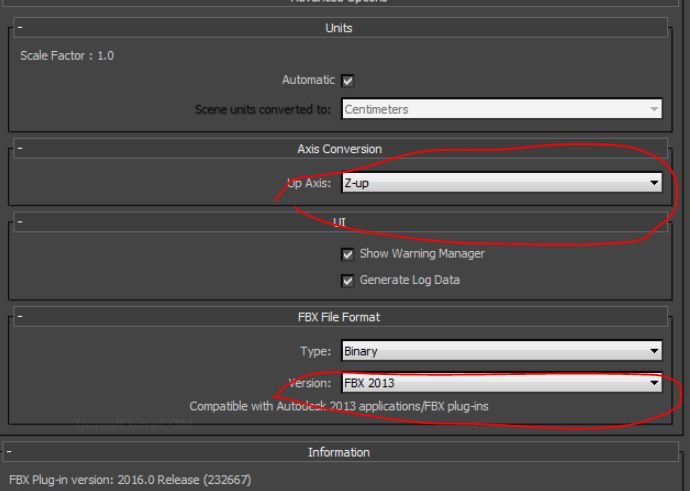 Advanced Options
-
Units
Scale Factor : 1.0
Automatic
Scene units converted to: Centimeters
-
Axis Conversion
Up Axis: Z-up
-
UI
Show Warning Manager
Generate Log Data
-
FBX File Format
Type: Binary
Version: FBX 2013
Compatible with Autodesk 2013 applications/FBX plug-ins
UnrealChina.COM
-
Information
FBX Plug-in version: 2016.0 Release (232667)